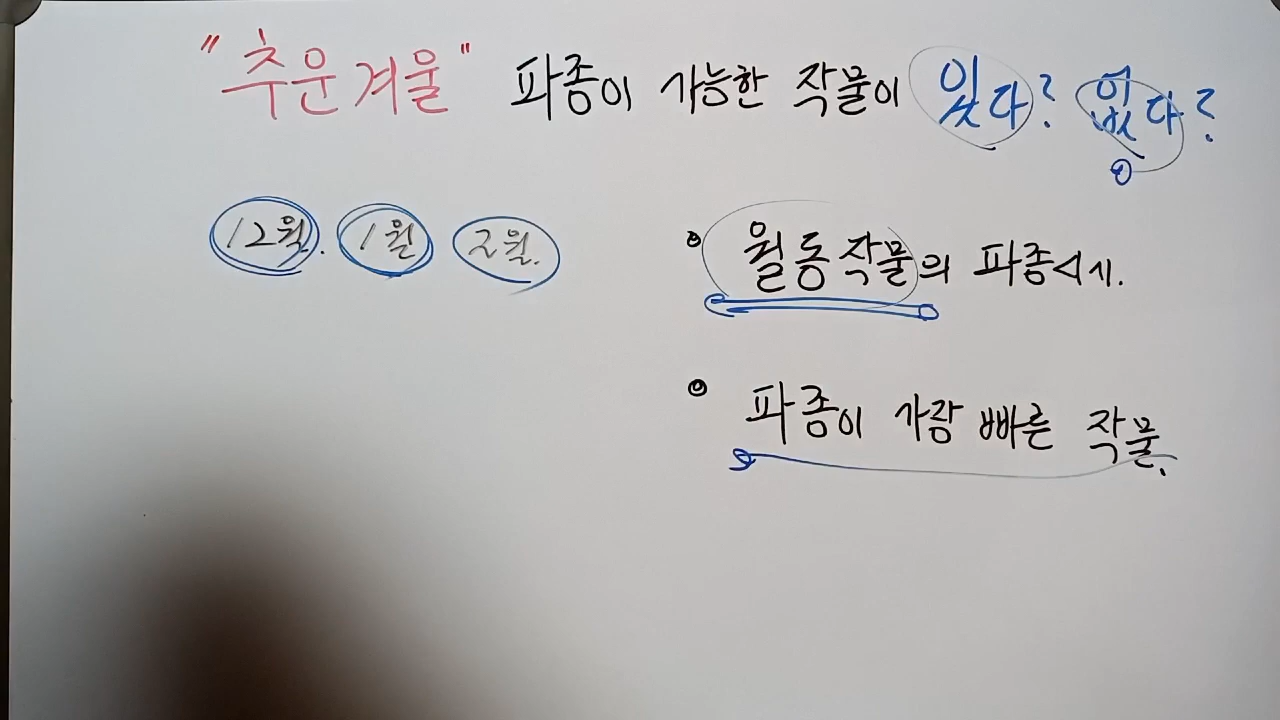 "추운겨울" 파종이 가능한 작물이 있다? 없다?
12월. 1월 2월.
• 월동작물의 파종시기.
• 파종이 가장 빠른 작물.